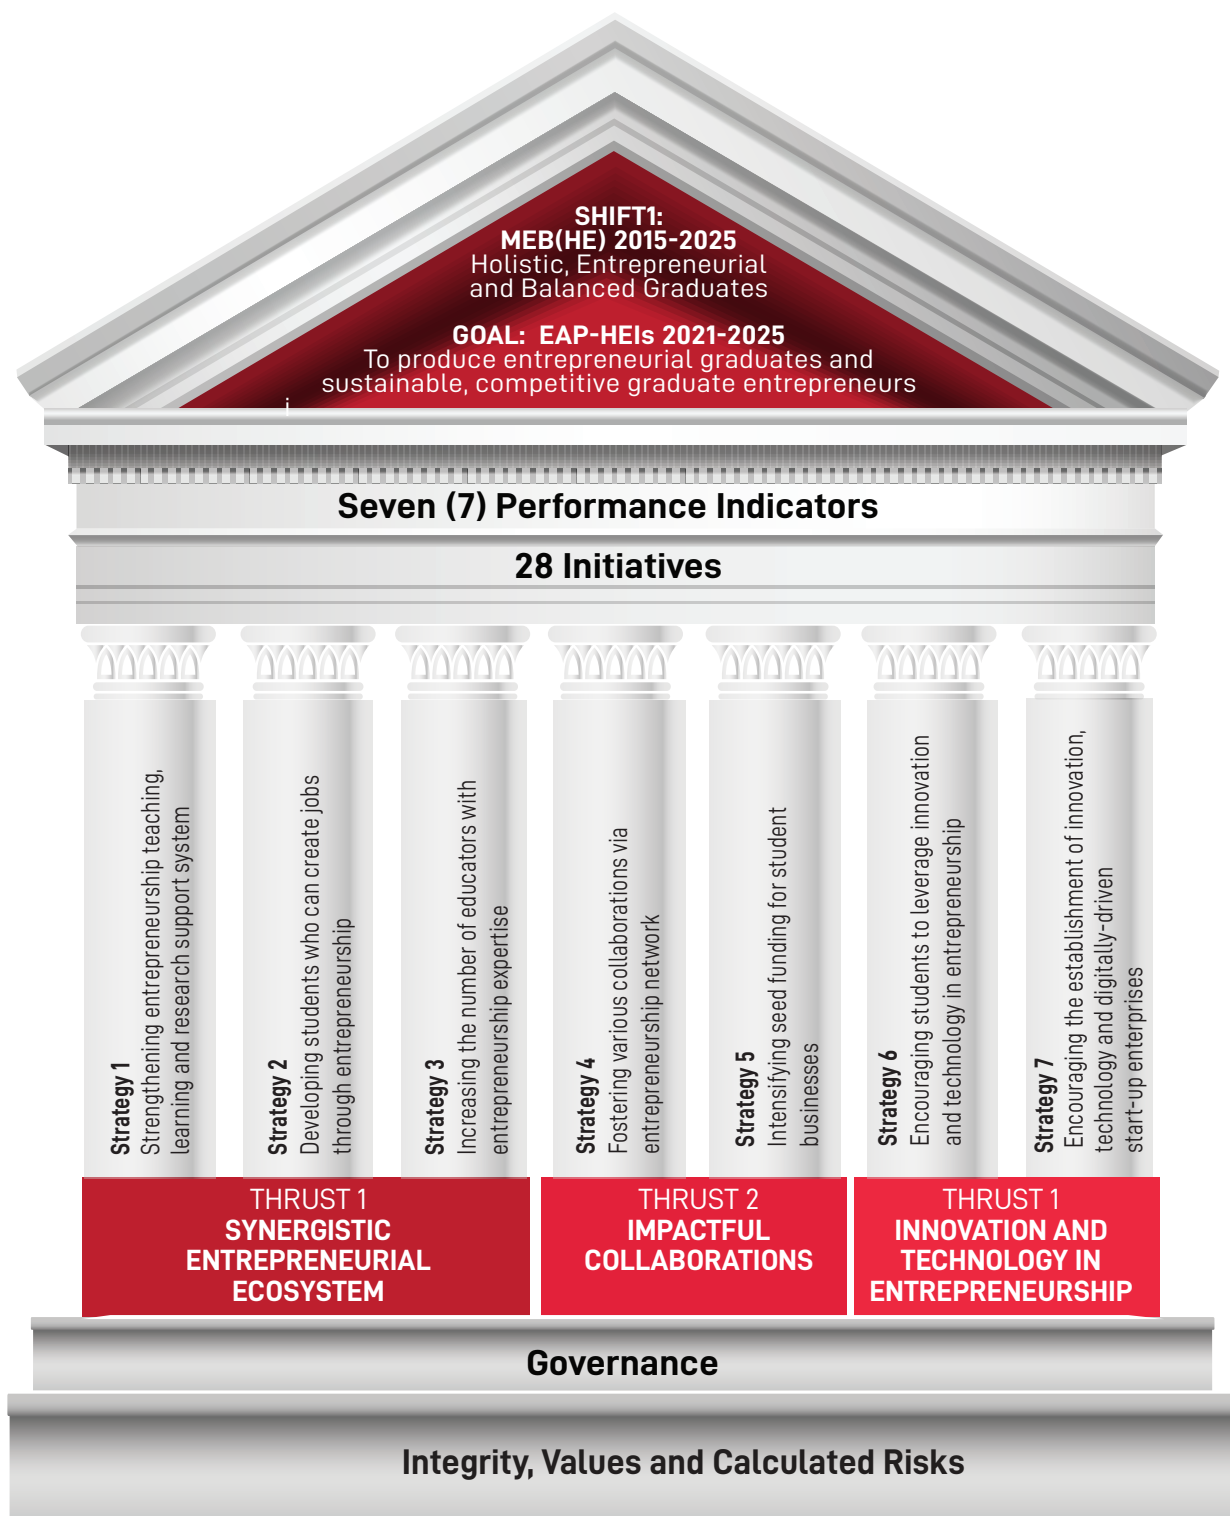 SHIFT1:
MEB(HE) 2015-2025
Holistic, Entrepreneurial
and Balanced Graduates
GOAL: EAP-HEIs 2021-2025
To produce entrepreneurial graduates and
sustainable, competitive graduate entrepreneurs
i
Seven (7) Performance Indicators
28 Initiatives
Strategy 1
Strengthening entrepreneurship teaching,
learning and research support system
Strategy 2
Developing students who can create jobs
through entrepreneurship
Strategy 3
Increasing the number of educators with
entrepreneurship expertise
Strategy 4
Fostering various collaborations via
entrepreneurship network
Strategy 5
Intensifying seed funding for student
businesses
Strategy 6
Encouraging students to leverage innovation
and technology in entrepreneurship
Strategy 7
Encouraging the establishment of innovation,
technology and digitally-driven
start-up enterprises
THRUST 1
SYNERGISTIC
ENTREPRENEURIAL
ECOSYSTEM
THRUST 2
IMPACTFUL
COLLABORATIONS
THRUST 1
INNOVATION AND
TECHNOLOGY IN
ENTREPRENEURSHIP
Governance
Integrity, Values and Calculated Risks